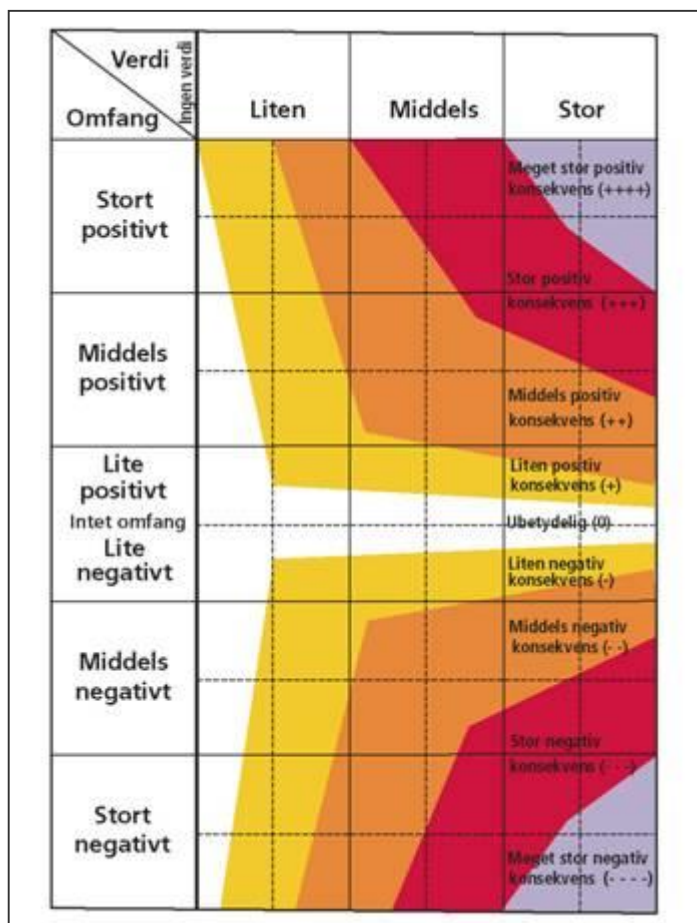 Verdi
Ingen verdi
Omfang
Liten
Middels
Stor
Stort
positivt
Meget stor positiv
konsekvens (++++)
Stor positiv
konsekvens (+++)
Middels
positivt
Middels positiv
konsekvens (++)
Lite
positivt
Liten positiv
konsekvens (+)
Intet omfang
Ubetydelig (0)
Lite
negativt
Liten negativ
konsekvens (-)
Middels
negativt
Middels negativ
konsekvens (- -)
Stor negativ
konsekvens (- - -)
Stort
negativt
Meget stor negativ
konsekvens (- - - -)